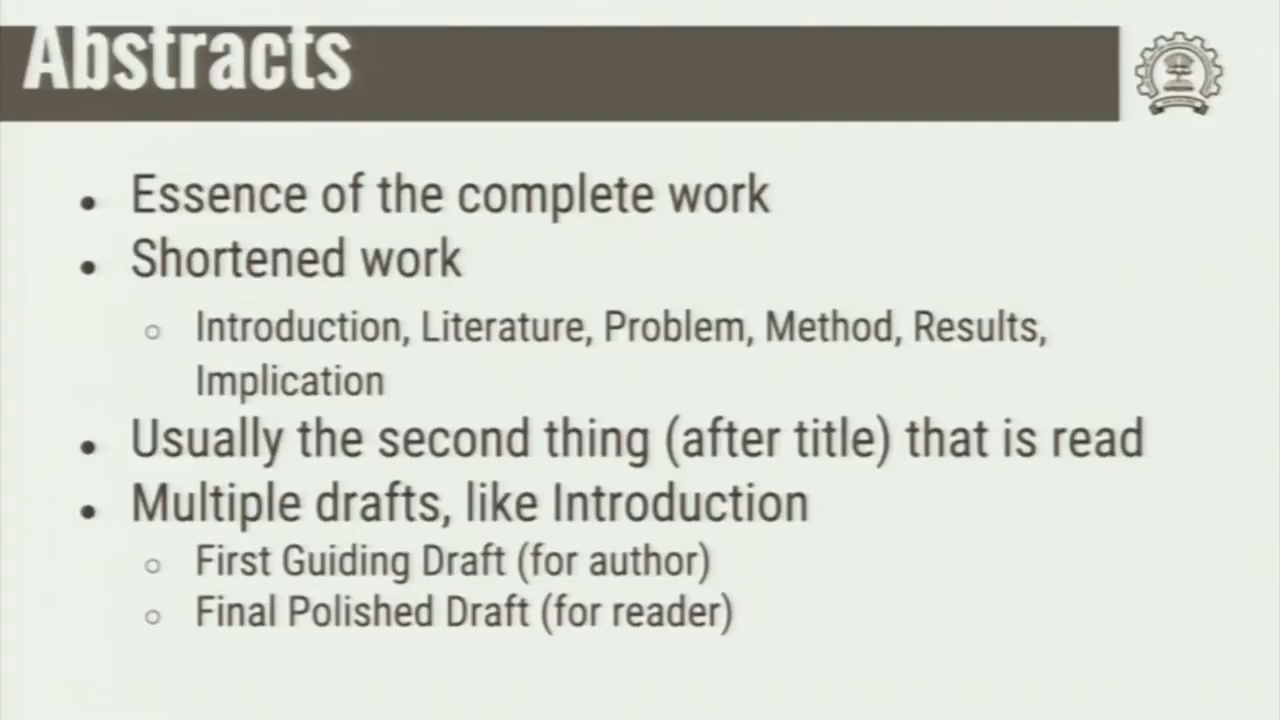 Abstracts
• Essence of the complete work
• Shortened work
○ Introduction, Literature, Problem, Method, Results,
Implication
• Usually the second thing (after title) that is read
• Multiple drafts, like Introduction
○ First Guiding Draft (for author)
○ Final Polished Draft (for reader)